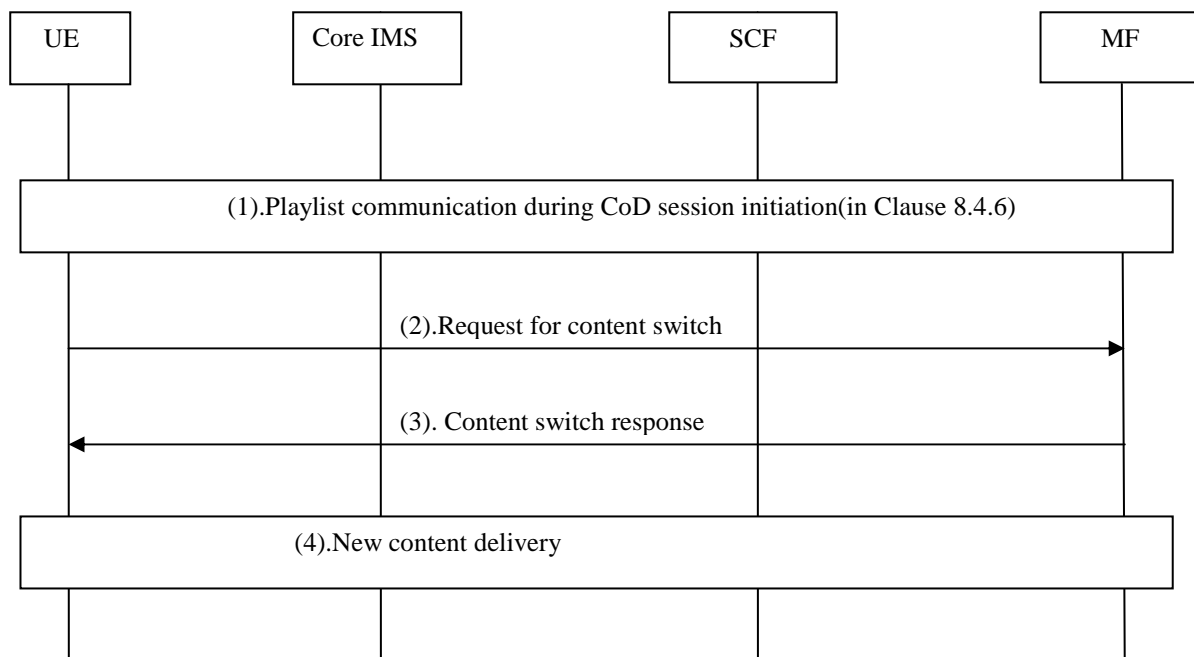 UE
Core IMS
SCF
MF
(1).Playlist communication during CoD session initiation(in Clause 8.4.6)
(2).Request for content switch
(3). Content switch response
(4).New content delivery